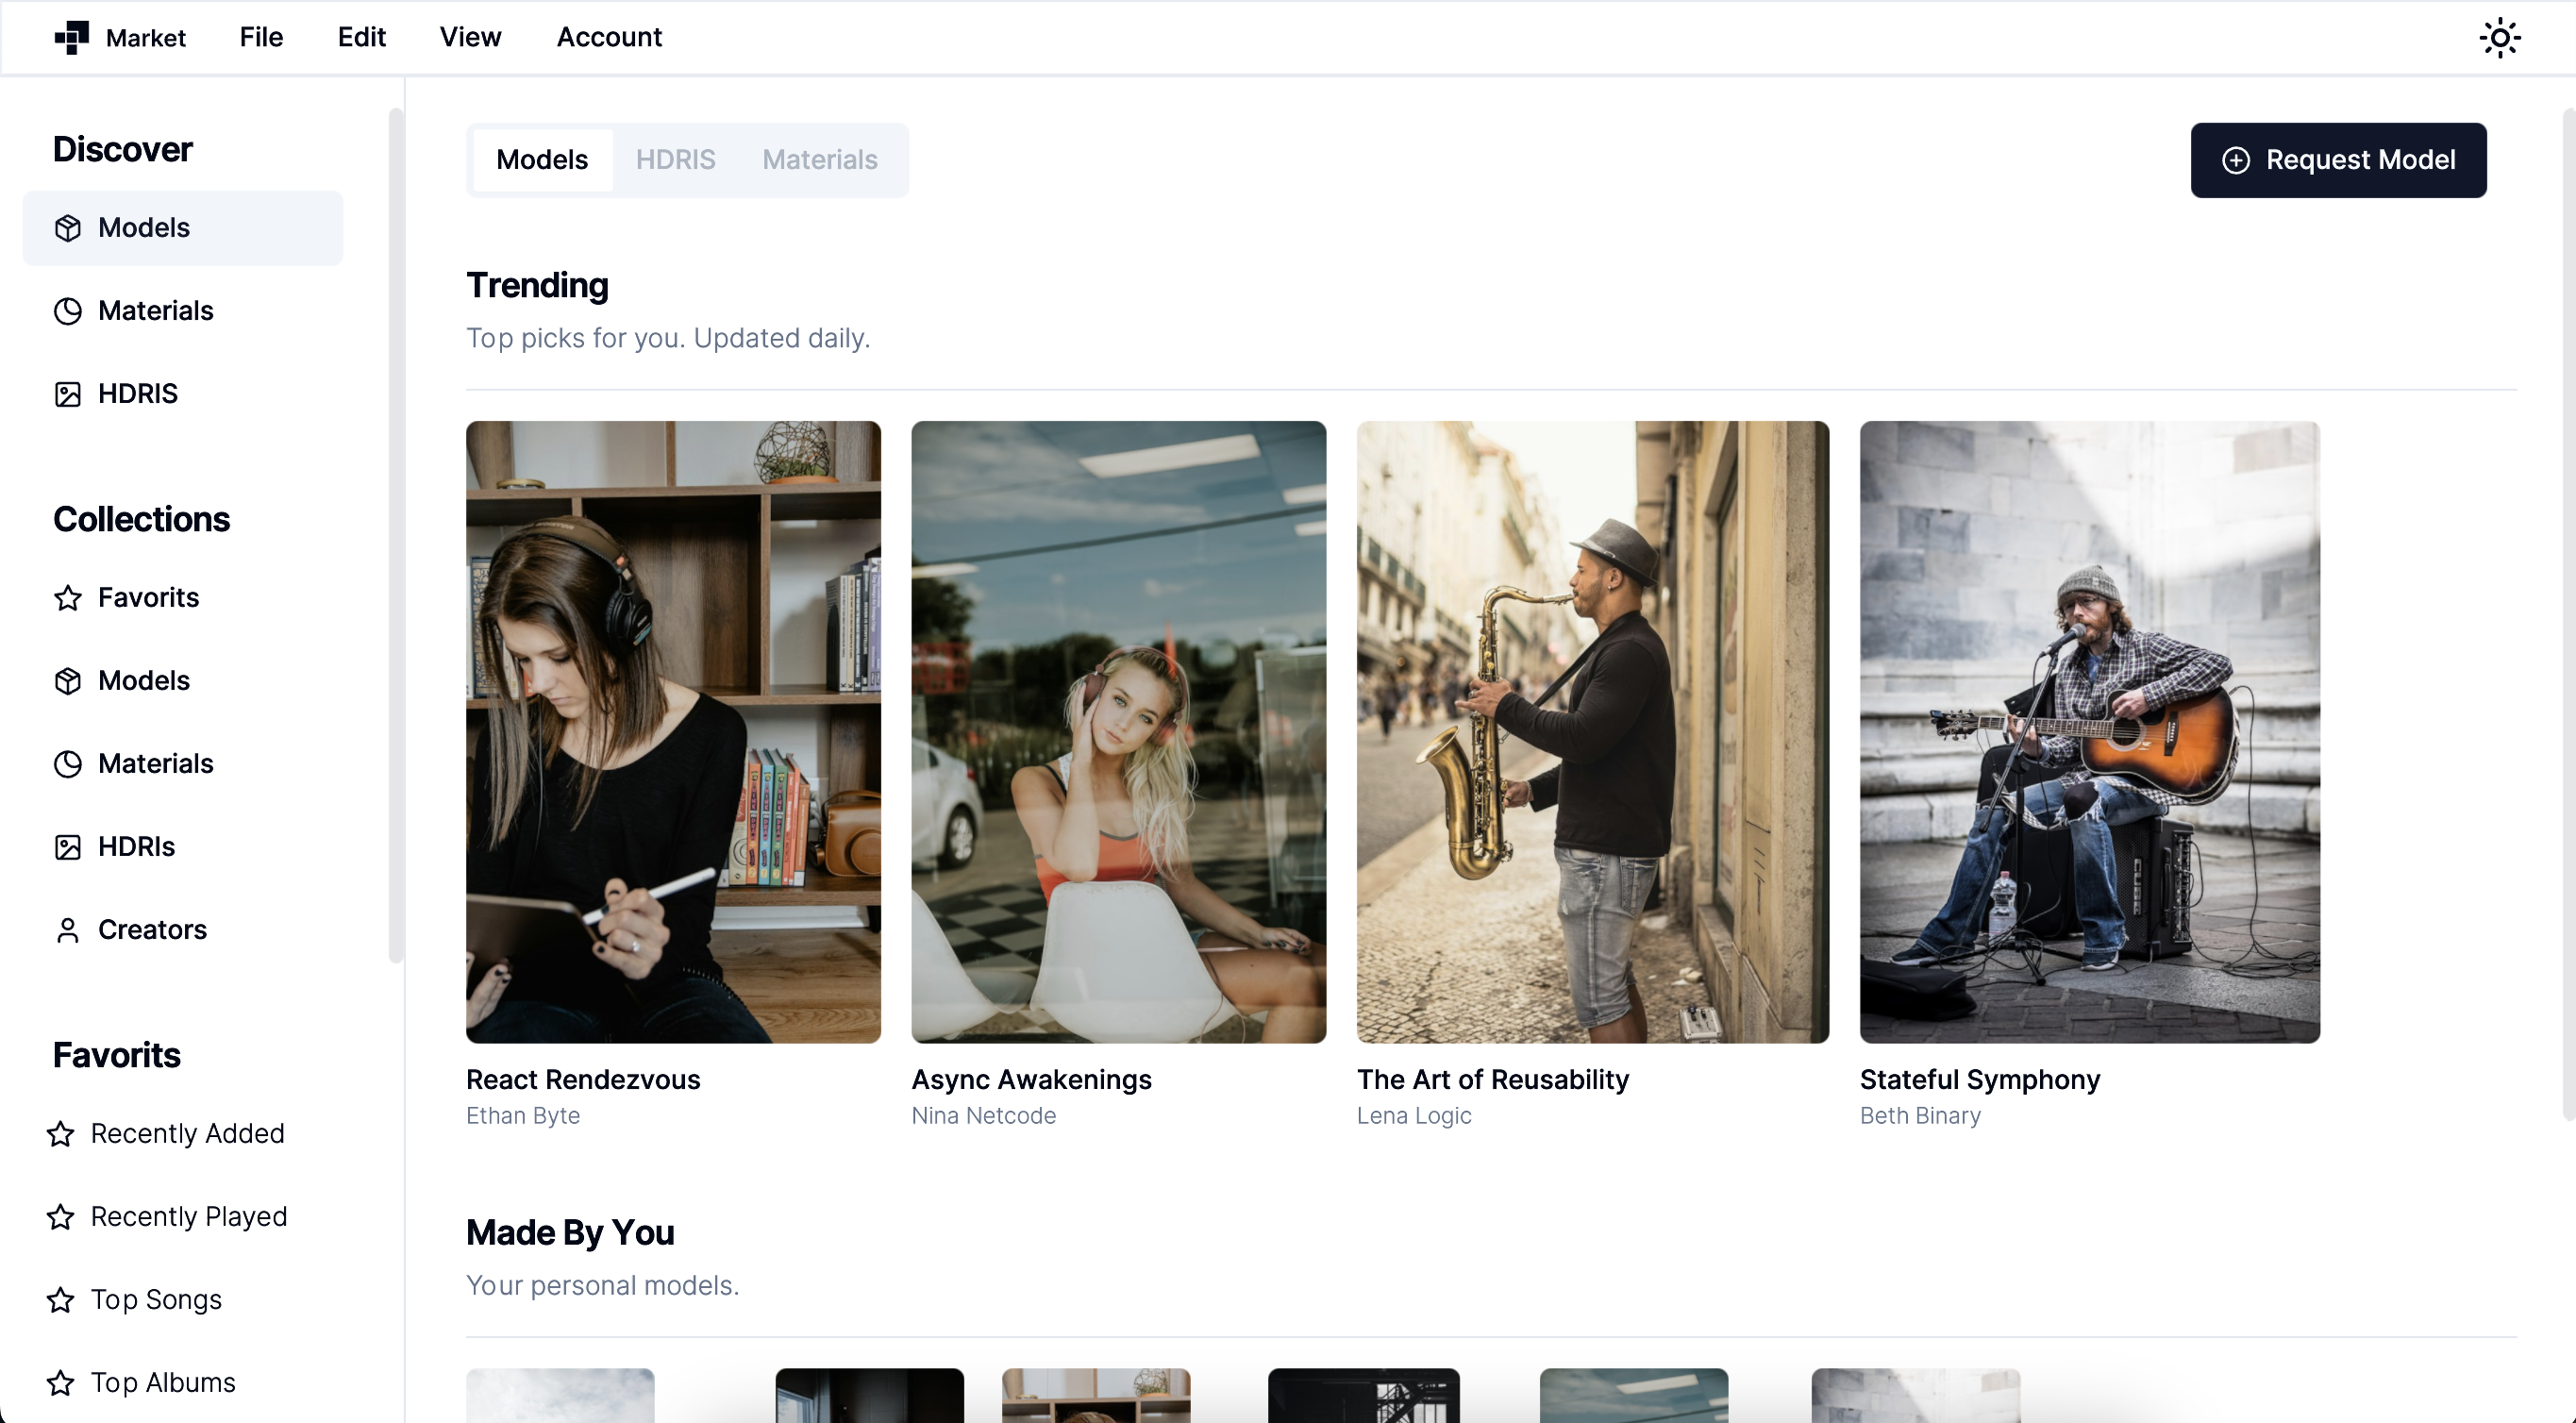 Market File Edit View Account
Discover
Models
Materials
HDRIS
Collections
Favorits
Models
Materials
HDRIs
Creators
Favorits
Recently Added
Recently Played
Top Songs
Top Albums
Models HDRIS Materials
Request Model
Trending
Top picks for you. Updated daily.
React Rendezvous
Ethan Byte
Async Awakenings
Nina Netcode
The Art of Reusability
Lena Logic
Stateful Symphony
Beth Binary
Made By You
Your personal models.